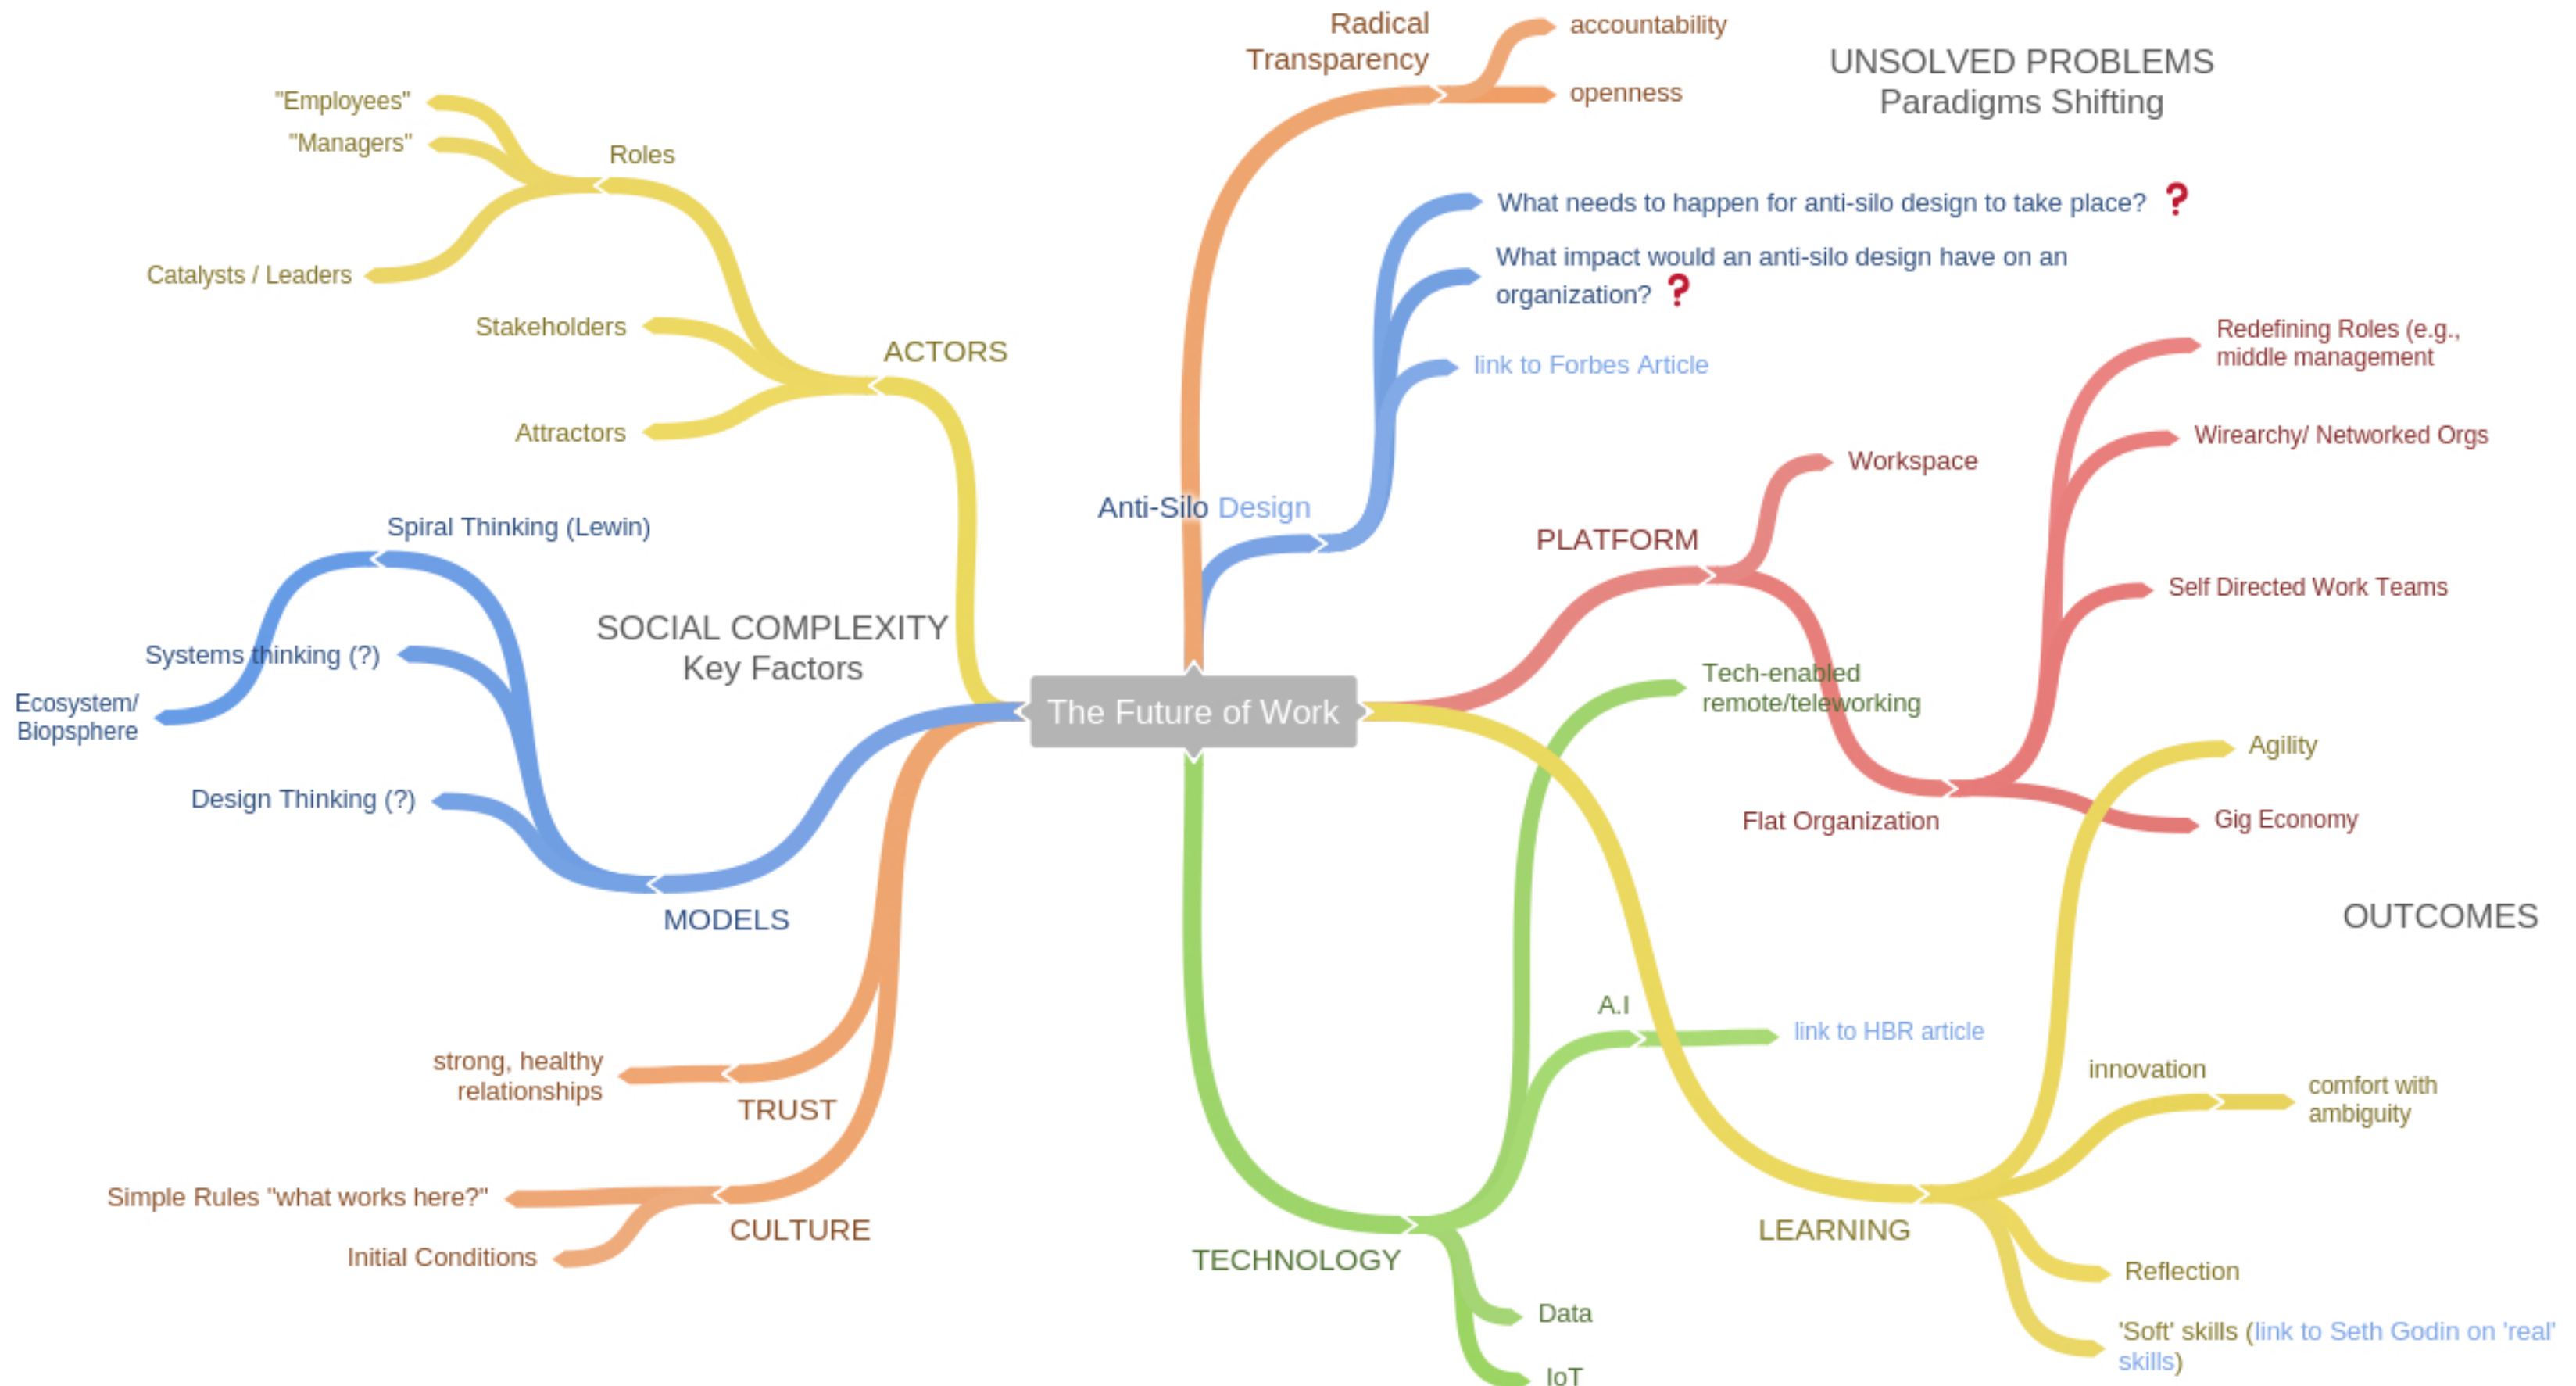 The Future of Work
Radical
Transparency
accountability
openness
UNSOLVED PROBLEMS
Paradigms Shifting
Anti-Silo Design
What needs to happen for anti-silo design to take place? ?
What impact would an anti-silo design have on an
organization? ?
link to Forbes Article
PLATFORM
Workspace
Flat Organization
Redefining Roles (e.g.,
middle management
Wirearchy/ Networked Orgs
Self Directed Work Teams
Gig Economy
OUTCOMES
LEARNING
Agility
innovation
comfort with
ambiguity
Reflection
'Soft' skills (link to Seth Godin on 'real'
skills)
TECHNOLOGY
Tech-enabled
remote/teleworking
A.I
link to HBR article
Data
IoT
SOCIAL COMPLEXITY
Key Factors
ACTORS
Roles
"Employees"
"Managers"
Catalysts / Leaders
Stakeholders
Attractors
MODELS
Spiral Thinking (Lewin)
Ecosystem/
Biopsphere
Systems thinking (?)
Design Thinking (?)
TRUST
strong, healthy
relationships
CULTURE
Simple Rules "what works here?"
Initial Conditions